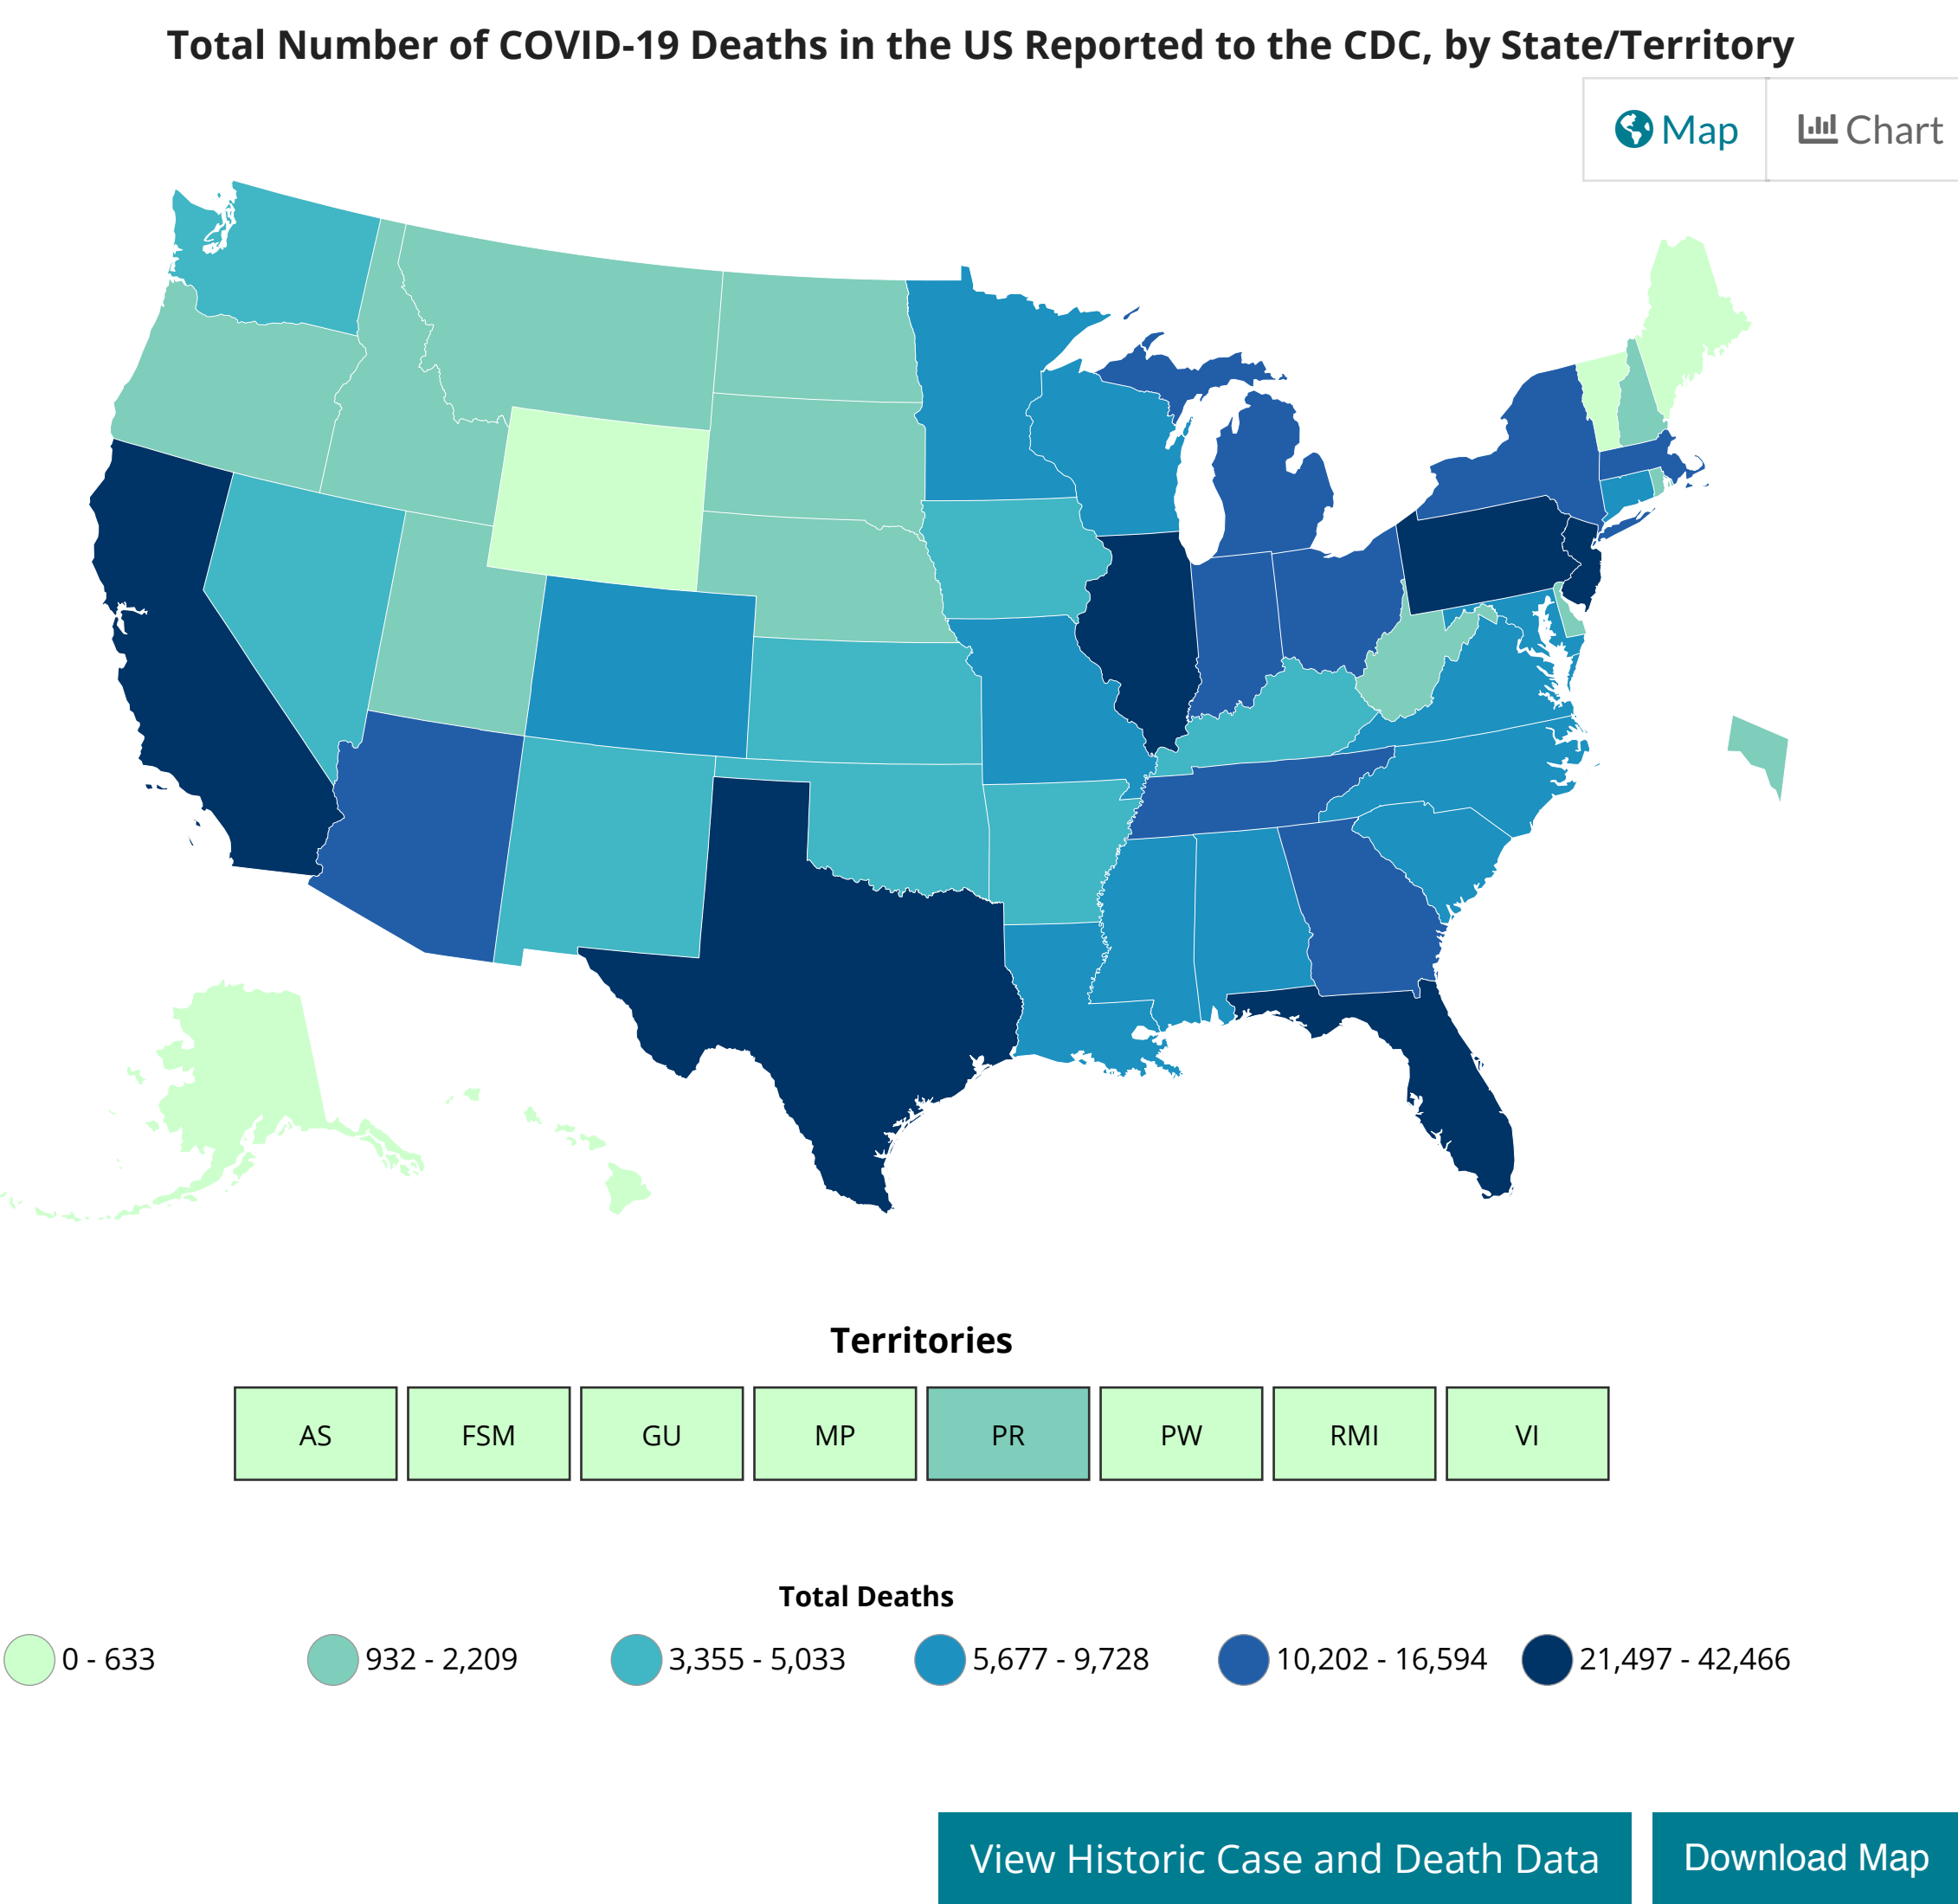 Total Number of COVID-19 Deaths in the US Reported to the CDC, by State/Territory
Map
Chart
Territories
AS FSM GU MP PR PW RMI VI
Total Deaths
0 - 633 932 - 2,209 3,355 - 5,033 5,677 - 9,728 10,202 - 16,594 21,497 - 42,466
View Historic Case and Death Data
Download Map